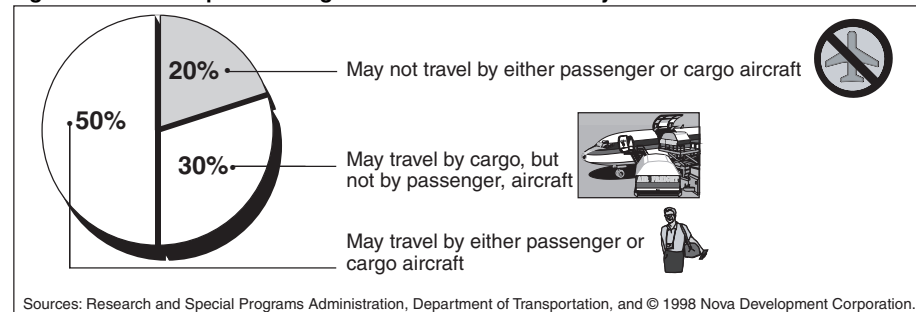 20%
May not travel by either passenger or cargo aircraft
50%
30%
May travel by cargo, but
not by passenger, aircraft
May travel by either passenger or
cargo aircraft
Sources: Research and Special Programs Administration, Department of Transportation, and © 1998 Nova Development Corporation.